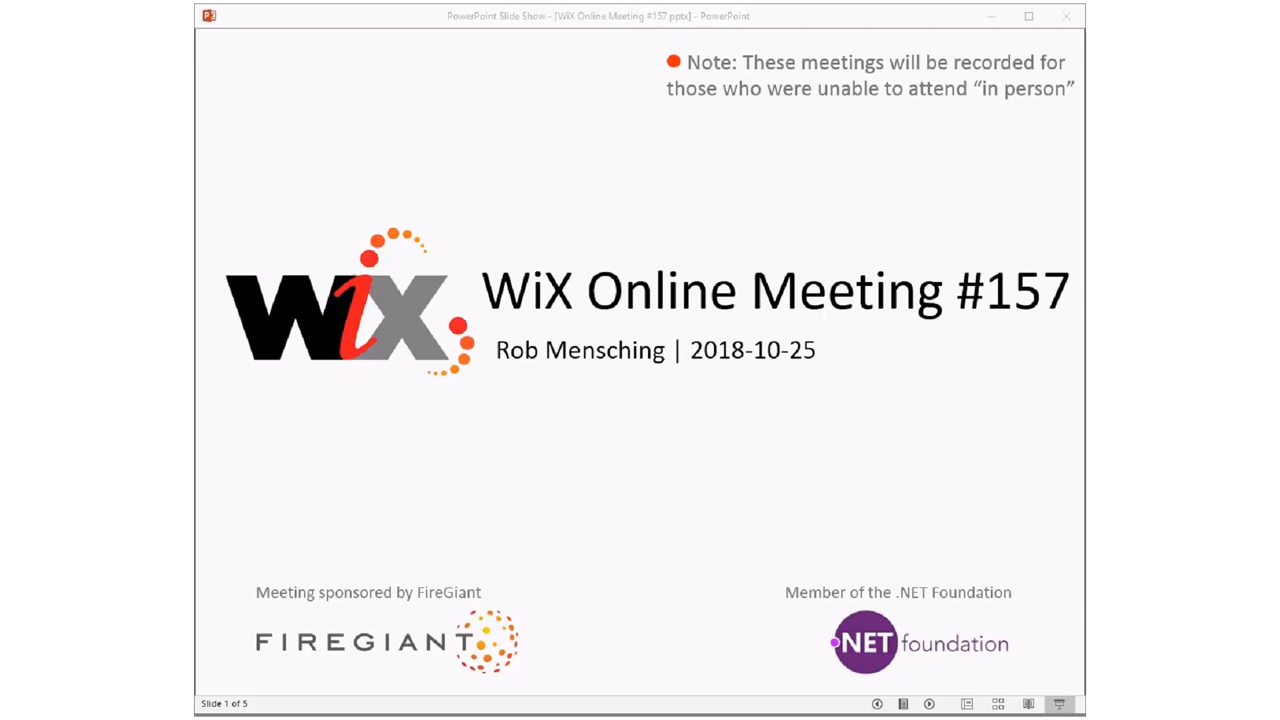 PowerPoint Slide Show - [WiX Online Meeting #157.pptx] - PowerPoint
Note: These meetings will be recorded for
those who were unable to attend “in person”
WiX
WiX Online Meeting #157
Rob Mensching | 2018-10-25
Meeting sponsored by FireGiant
FIREGIANT
Member of the .NET Foundation
.NET foundation
Slide 1 of 5